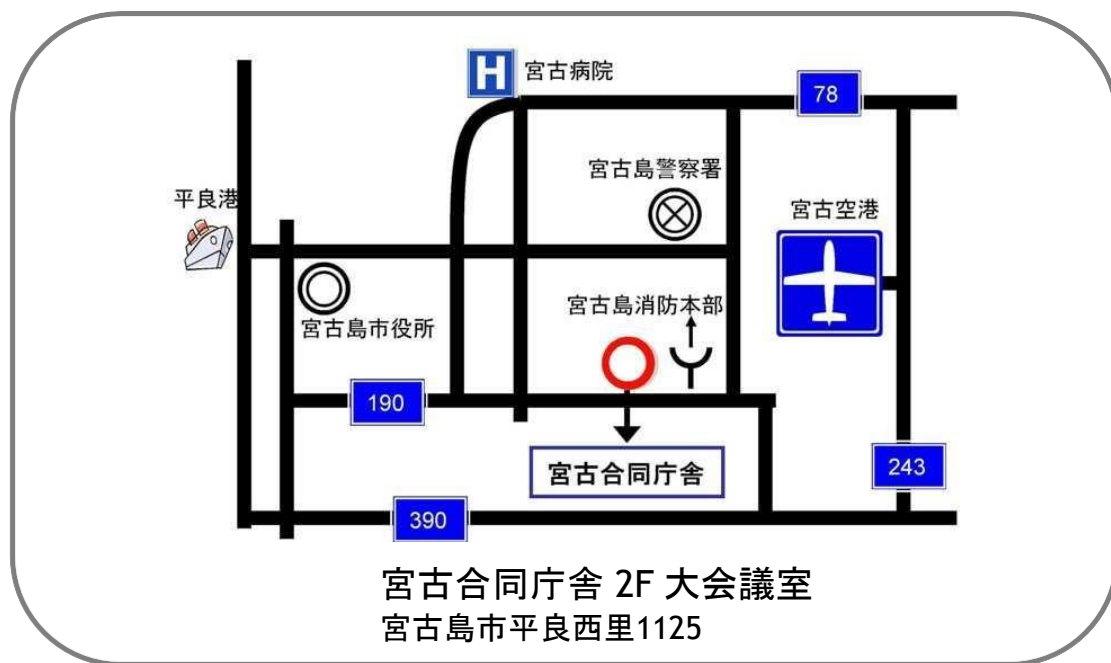 H
宮古病院
78
宮古島警察署
平良港
宮古空港
宮古島消防本部
宮古島市役所
190
宮古合同庁舎
243
390
宮古合同庁舎 2F 大会議室
宮古島市平良西里1125